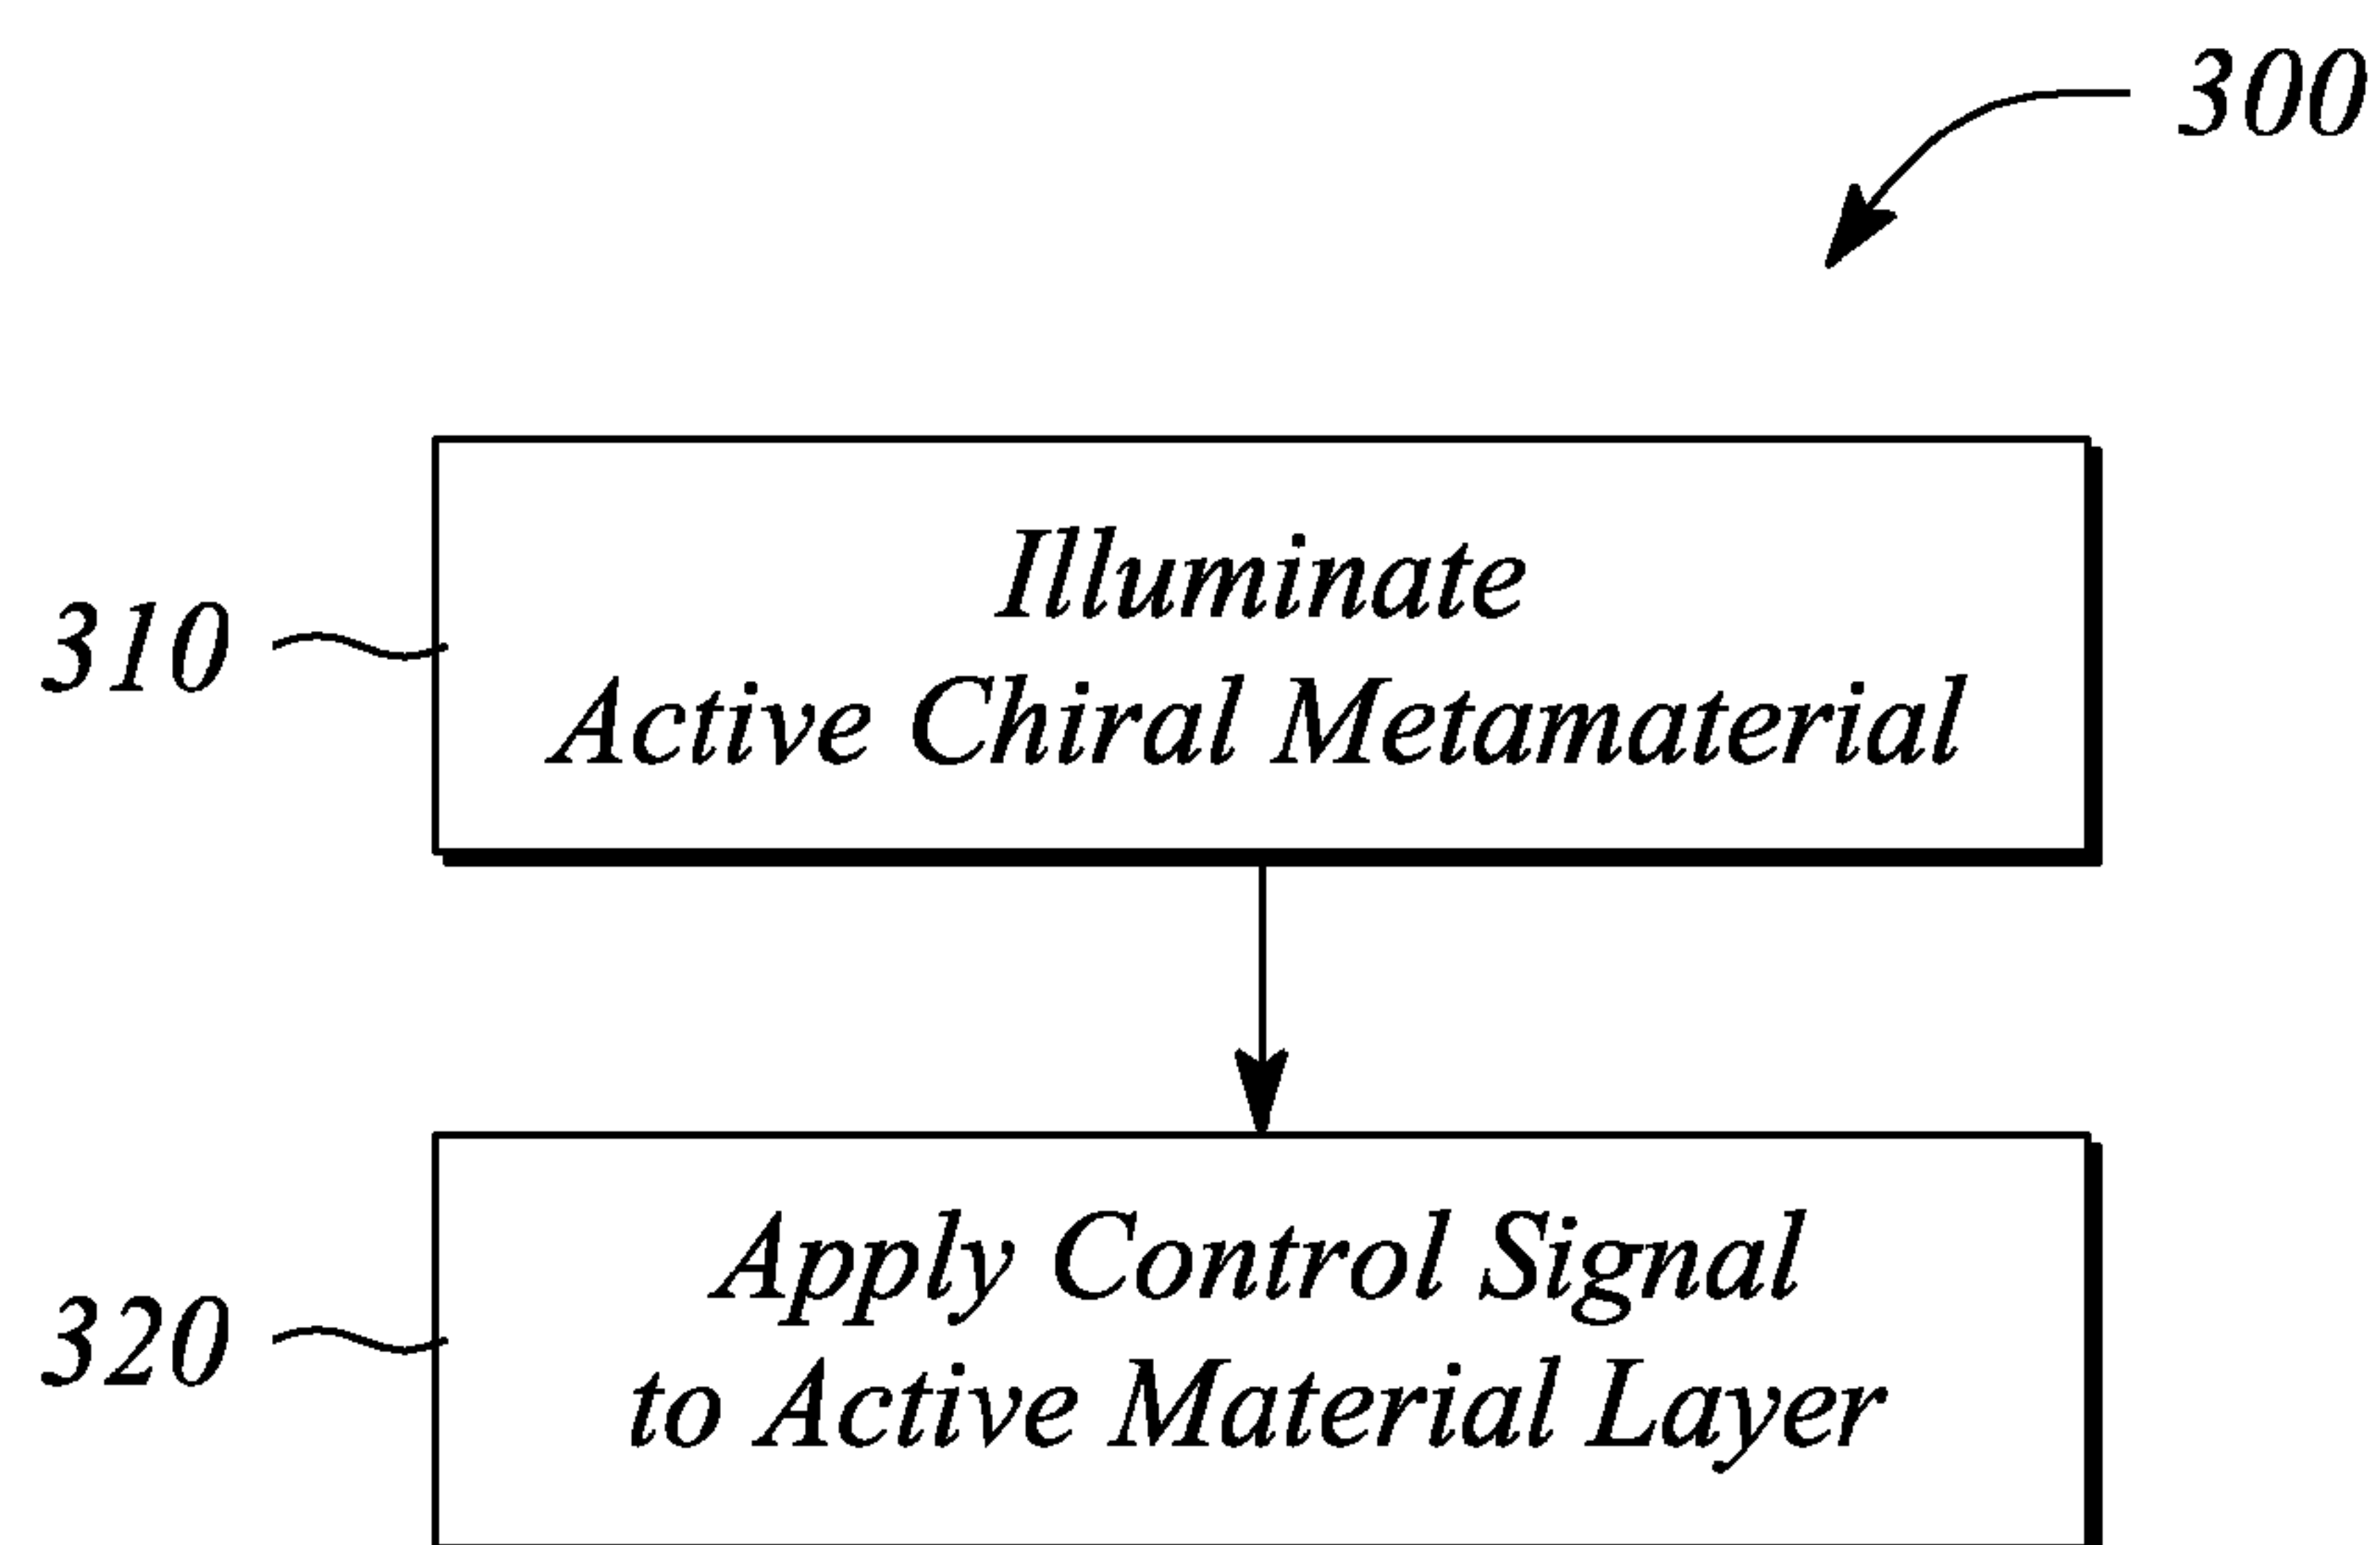 300
310
Illuminate
Active Chiral Metamaterial
320
Apply Control Signal
to Active Material Layer